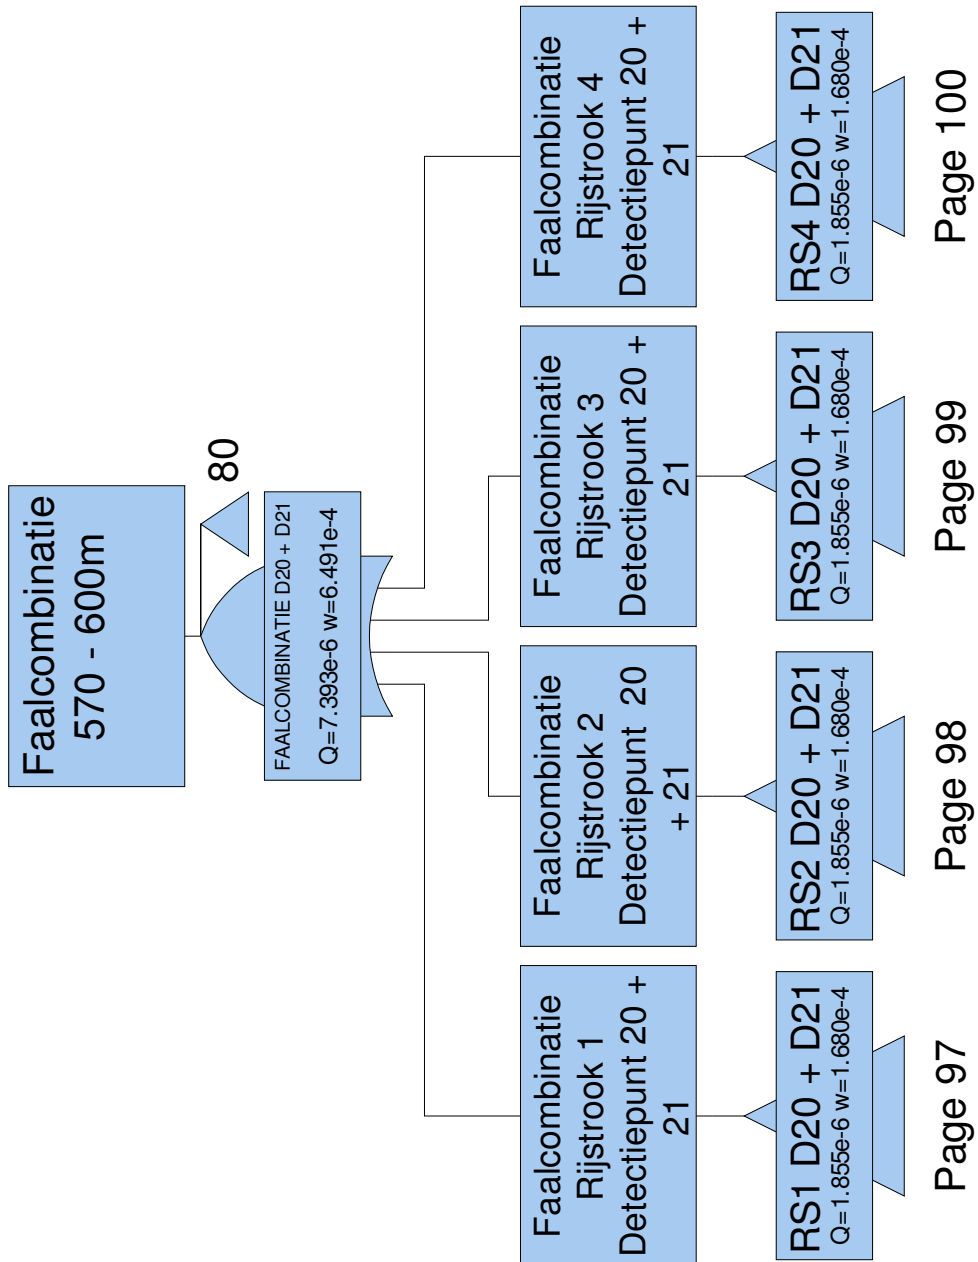 Faalcombinatie
570 - 600m
80
FAALCOMBINATIE D20 + D21
Q=7.393e-6 w=6.491e-4
Faalcombinatie
Rijstrook 1
Detectiepunt 20 +
21
RS1 D20 + D21
Q=1.855e-6 w=1.680e-4
Page 97
Faalcombinatie
Rijstrook 2
Detectiepunt  20
+ 21
RS2 D20 + D21
Q=1.855e-6 w=1.680e-4
Page 98
Faalcombinatie
Rijstrook 3
Detectiepunt 20 +
21
RS3 D20 + D21
Q=1.855e-6 w=1.680e-4
Page 99
Faalcombinatie
Rijstrook 4
Detectiepunt 20 +
21
RS4 D20 + D21
Q=1.855e-6 w=1.680e-4
Page 100